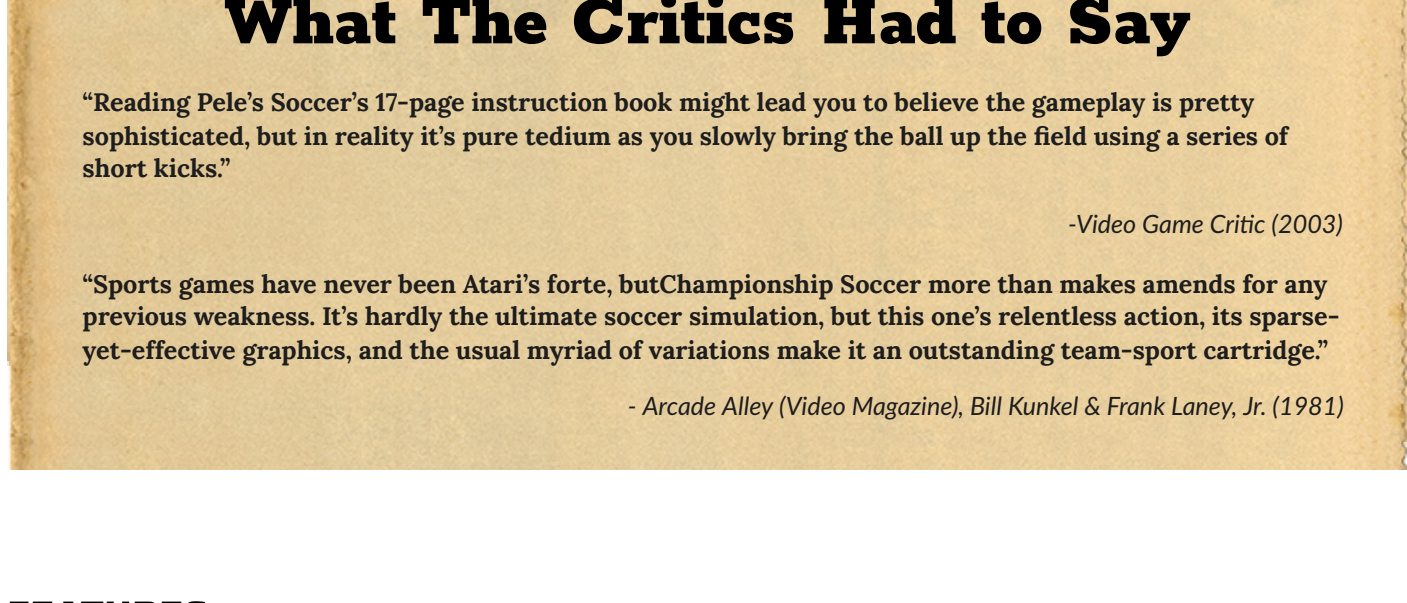 What The Critics Had to Say
“Reading Pele’s Soccer’s 17-page instruction book might lead you to believe the gameplay is pretty
sophisticated, but in reality it’s pure tedium as you slowly bring the ball up the field using a series of
short kicks.”
-Video Game Critic (2003)
“Sports games have never been Atari’s forte, butChampionship Soccer more than makes amends for any
previous weakness. It’s hardly the ultimate soccer simulation, but this one’s relentless action, its sparse-
yet-effective graphics, and the usual myriad of variations make it an outstanding team-sport cartridge.”
- Arcade Alley (Video Magazine), Bill Kunkel & Frank Laney, Jr. (1981)